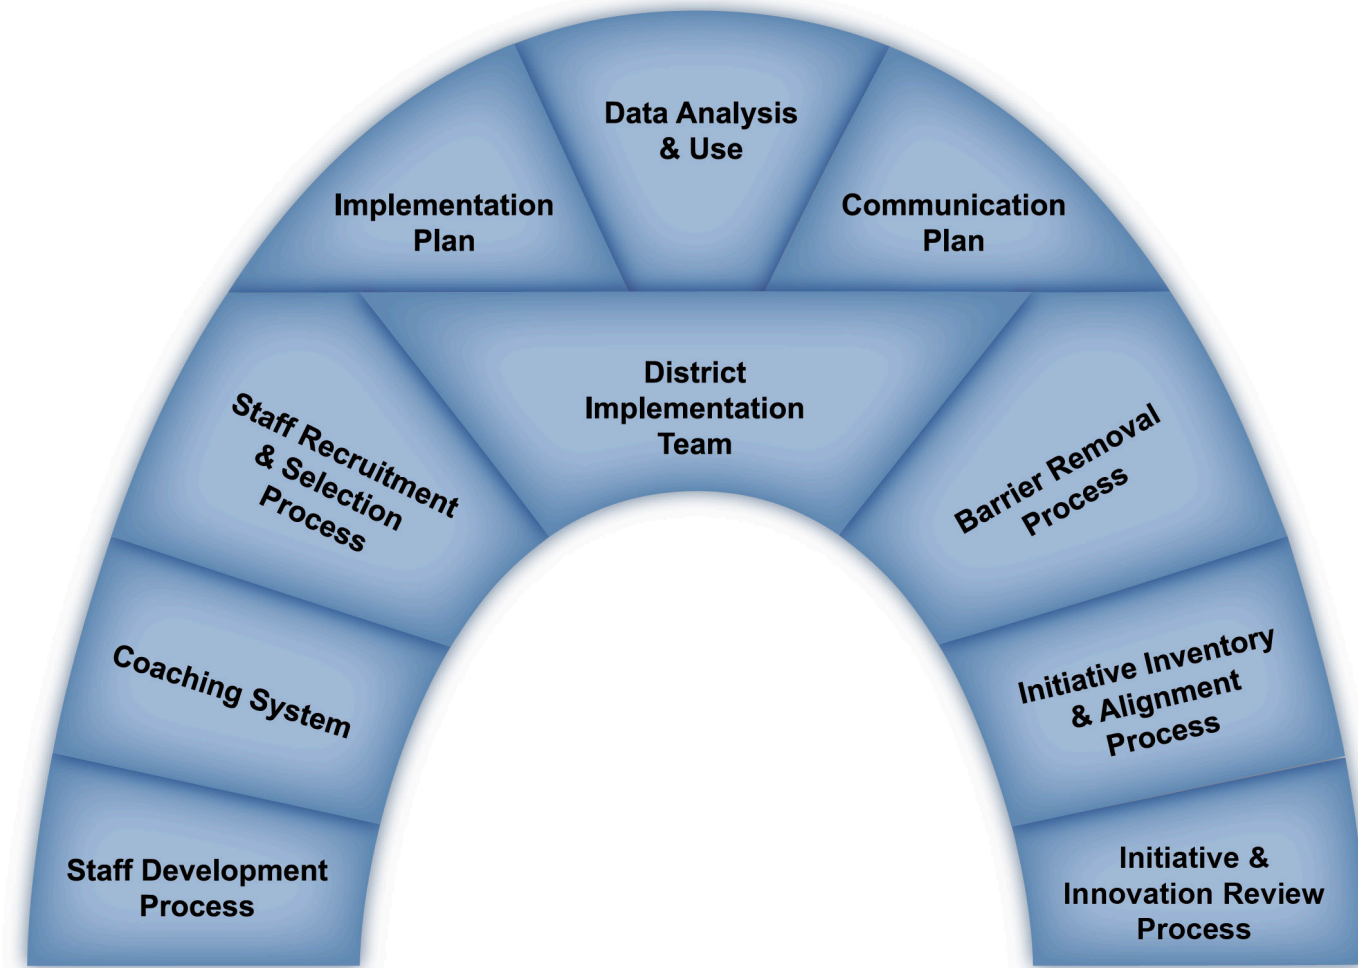 Data Analysis
& Use
Implementation
Plan
Communication
Plan
District
Implementation
Team
Staff Recruitment
& Selection
Process
Barrier Removal
Process
Coaching System
Initiative Inventory
& Alignment
Process
Staff Development
Process
Initiative &
Innovation Review
Process